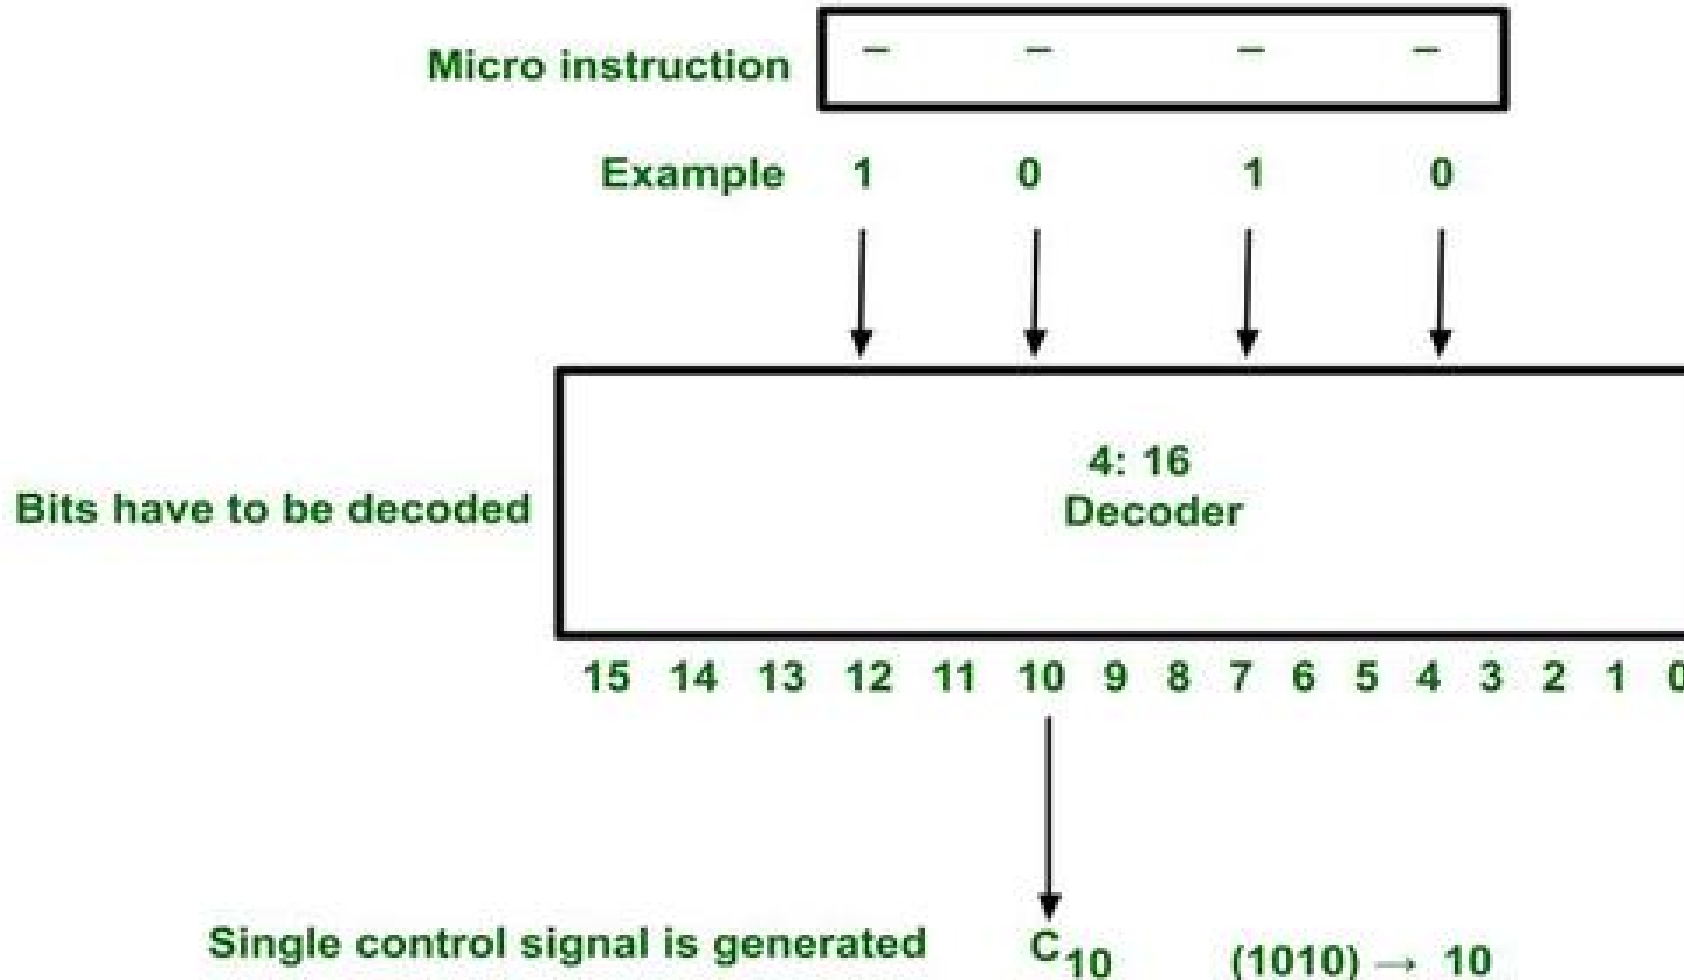 Micro instruction – – – –
Example 1 0 1 0
4: 16
Bits have to be decoded Decoder
15 14 13 12 11 10 9 8 7 6 5 4 3 2 1 0
Single control signal is generated C10 (1010) → 10